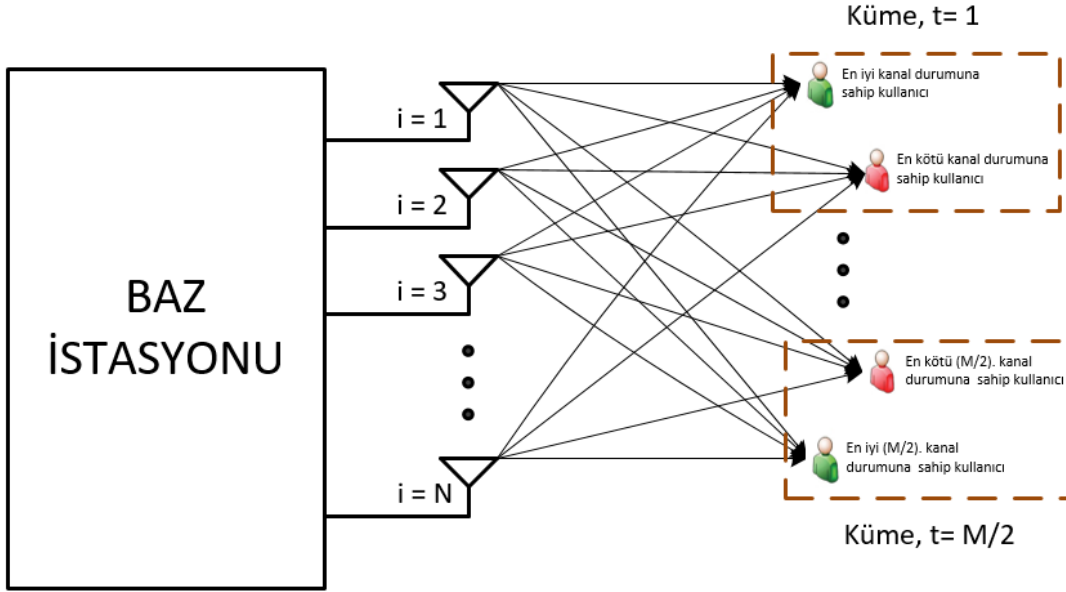 Küme, t= 1
En iyi kanal durumuna
sahip kullanıcı
En kötü kanal durumuna
sahip kullanıcı
i = 1
i = 2
i = 3
i = N
BAZ
İSTASYONU
En kötü (M/2). kanal
durumuna sahip kullanıcı
En iyi (M/2). kanal
durumuna sahip kullanıcı
Küme, t= M/2